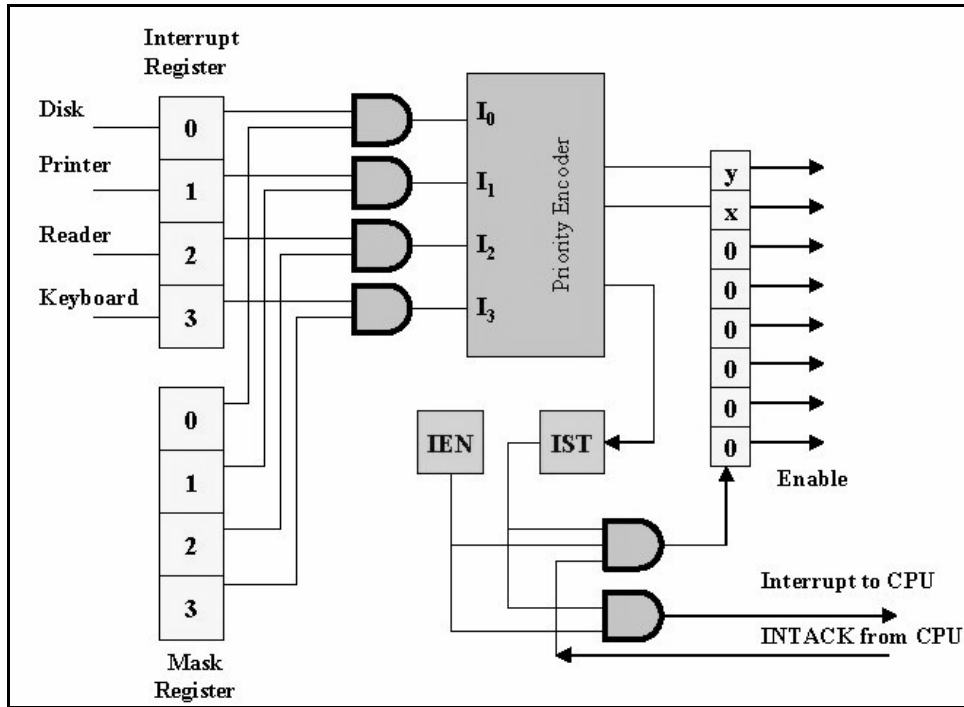 Interrupt
Register
Disk
Printer
Reader
Keyboard
0
1
2
3
I0
I1
I2
I3
Priority Encoder
y
x
0
0
0
0
0
0
Enable
0
1
2
3
Mask
Register
IEN
IST
Interrupt to CPU
INTACK from CPU